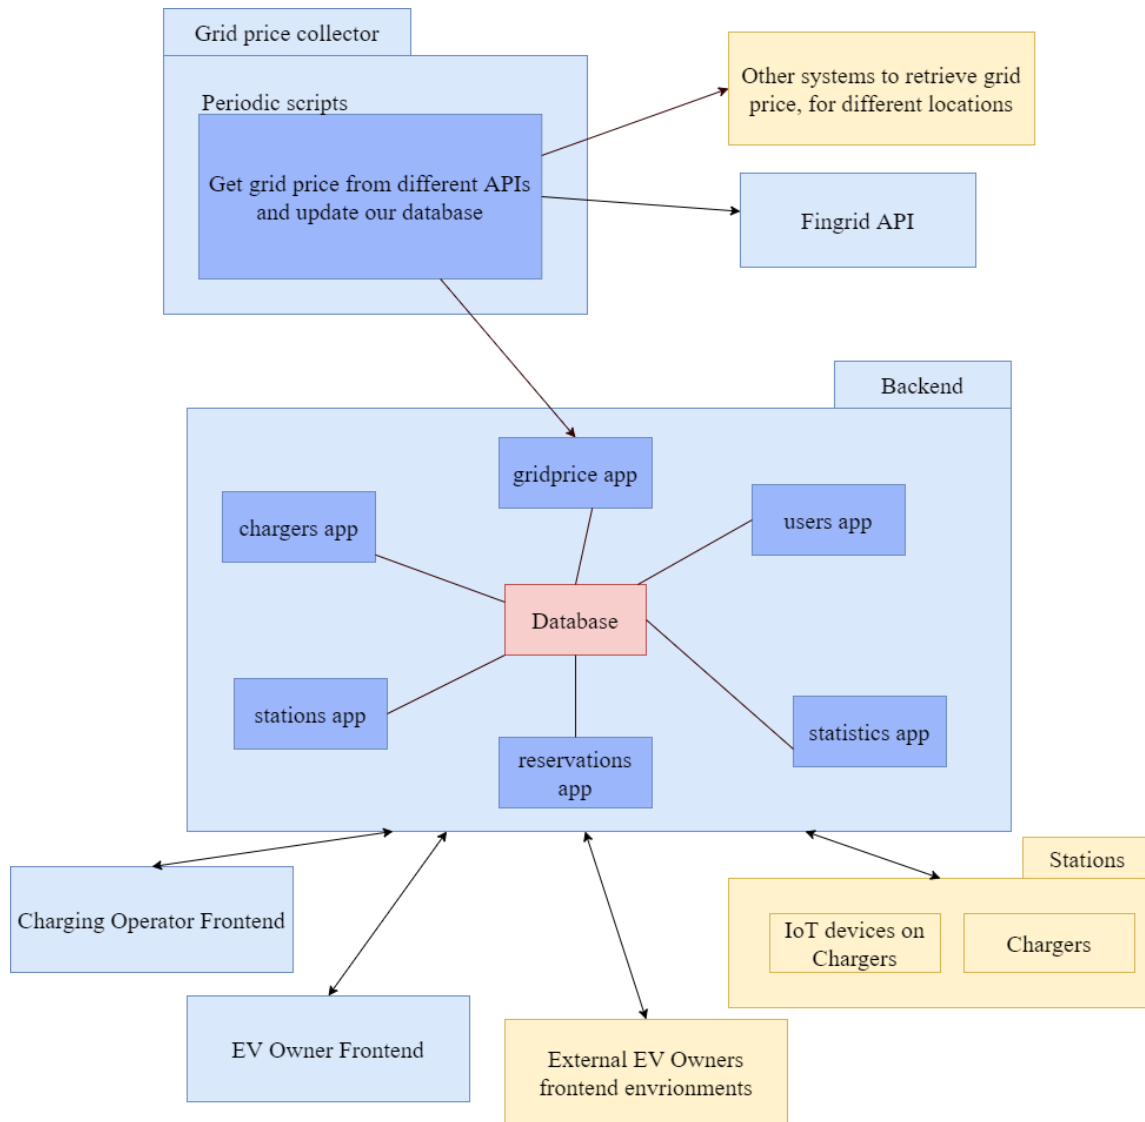 Grid price collector
Other systems to retrieve grid
price, for different locations
Periodic scripts
Get grid price from different APIs
and update our database
Fingrid API
Backend
gridprice app
chargers app
users app
Database
stations app
statistics app
reservations
app
Stations
Charging Operator Frontend
IoT devices on
Chargers
Chargers
EV Owner Frontend
External EV Owners
frontend envrionments